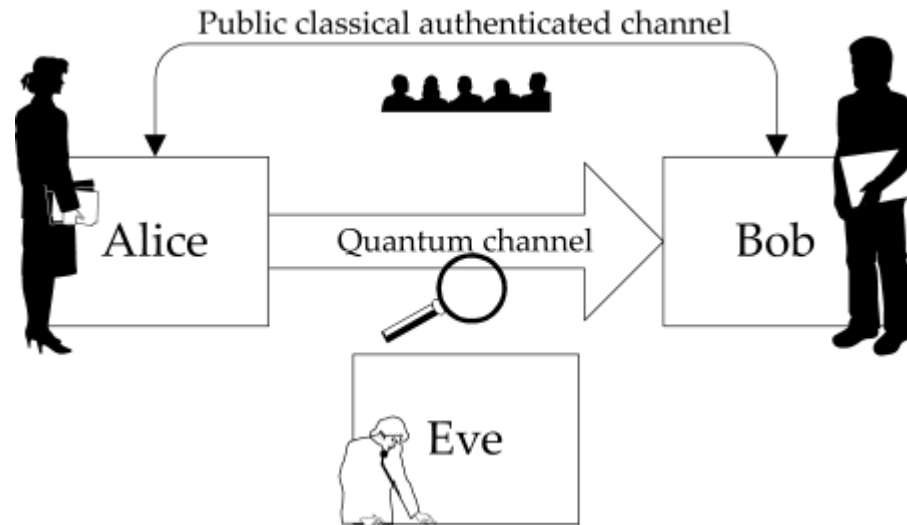 Public classical authenticated channel
Alice
Quantum channel
Bob
Eve